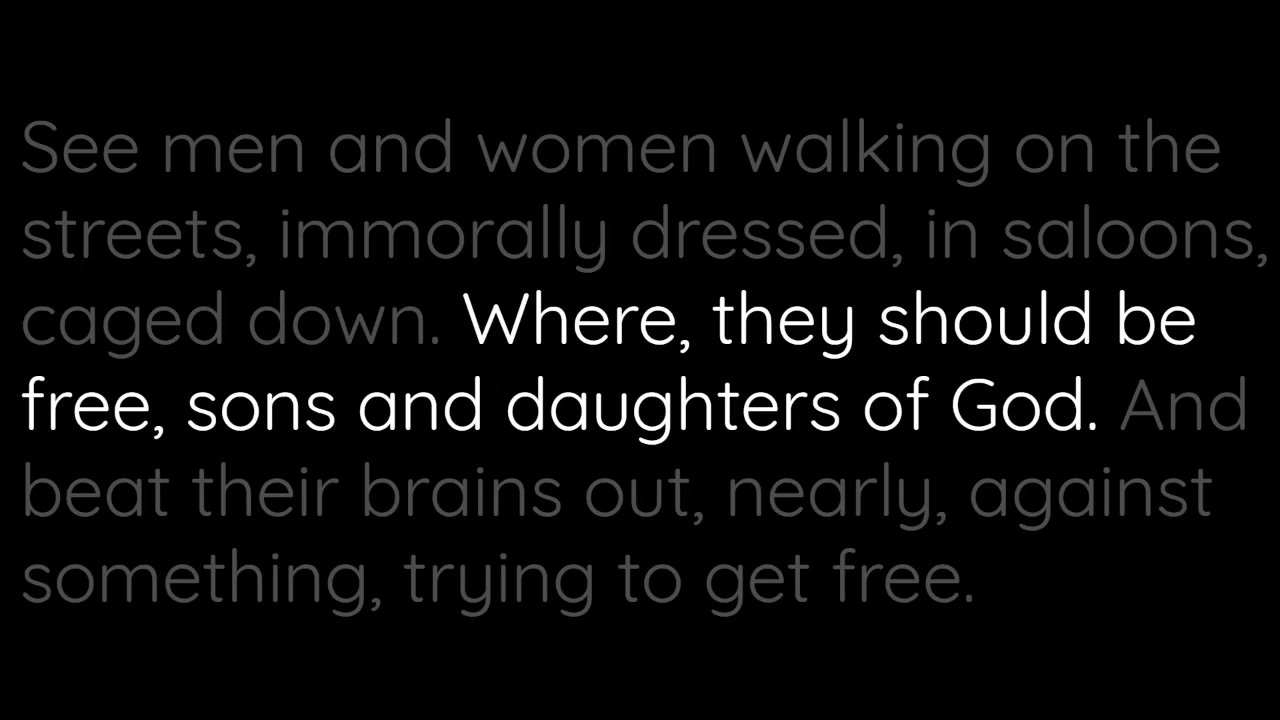 See men and women walking on the
streets, immorally dressed, in saloons,
caged down. Where, they should be
free, sons and daughters of God. And
beat their brains out, nearly, against
something, trying to get free.